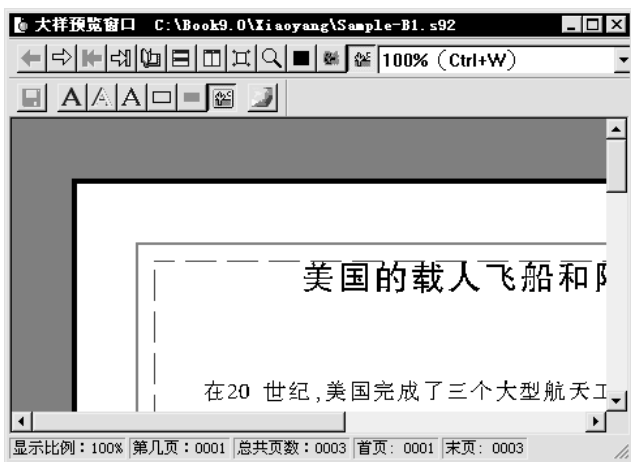 大样预览窗口 C:\Book9.0\Xiaoyang\Sample-B1.s92
100% (Ctrl+W)
A A A
美国的载人飞船和
在20 世纪,美国完成了三个大型航天工
显示比例:100% 第几页:0001 总共页数:0003 首页: 0001 末页: 0003